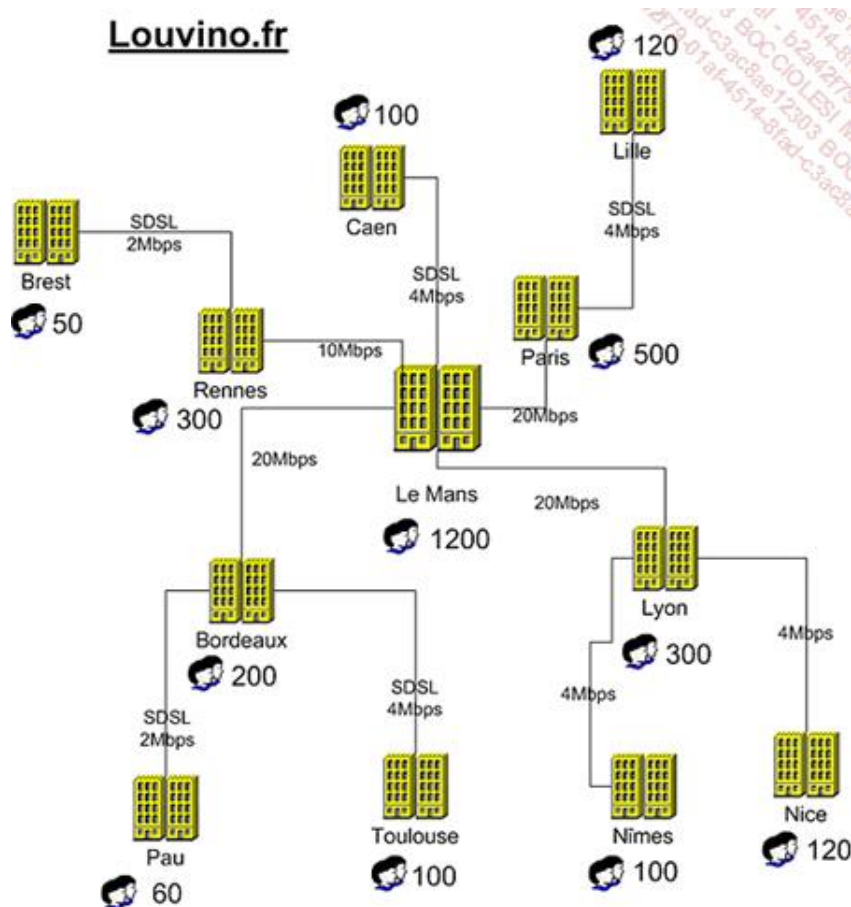 Louvino.fr
120
Lille
100
Caen
SDSL
4Mbps
SDSL
2Mbps
Brest
50
SDSL
4Mbps
Paris
500
10Mbps
Rennes
300
20Mbps
20Mbps
Le Mans
1200
20Mbps
Bordeaux
200
Lyon
300
4Mbps
4Mbps
SDSL
2Mbps
SDSL
4Mbps
Pau
60
Toulouse
100
Nîmes
100
Nice
120